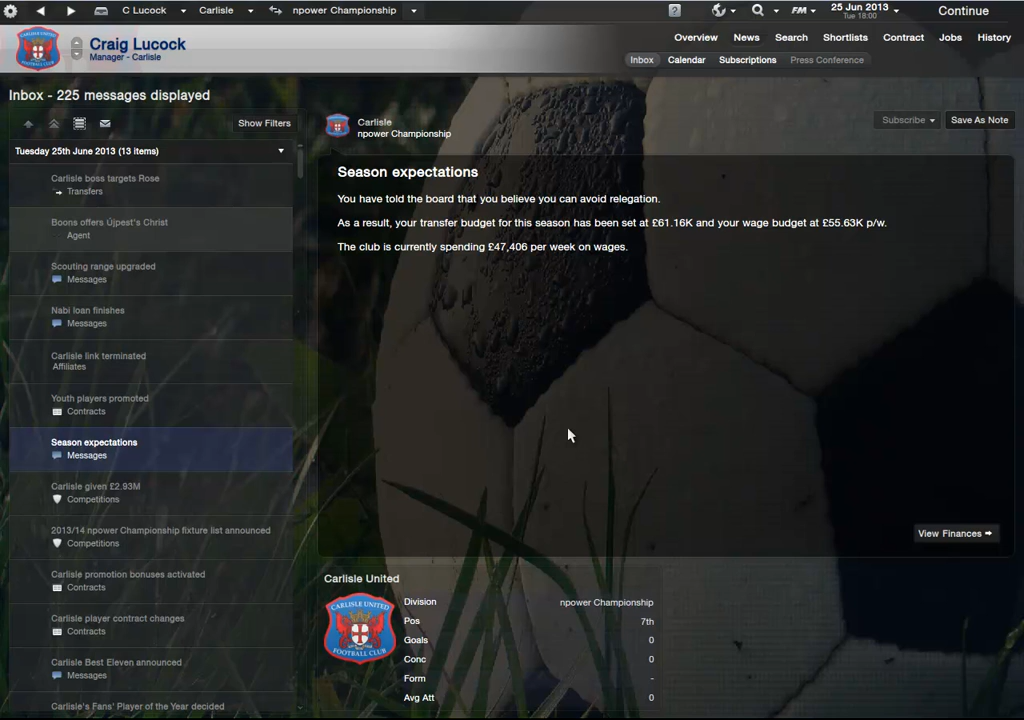 C Lucock
Carlisle
npower Championship
?
FM
25 Jun 2013
Tue 18:00
Continue
Craig Lucock
Manager - Carlisle
Overview
News
Search
Shortlists
Contract
Jobs
History
Inbox
Calendar
Subscriptions
Press Conference
Inbox - 225 messages displayed
Show Filters
Tuesday 25th June 2013 (13 items)
Carlisle boss targets Rose
Transfers
Boons offers Újpest's Christ
Agent
Scouting range upgraded
Messages
Nabi loan finishes
Messages
Carlisle link terminated
Affiliates
Youth players promoted
Contracts
Season expectations
Messages
Carlisle given £2.93M
Competitions
2013/14 npower Championship fixture list announced
Competitions
Carlisle promotion bonuses activated
Contracts
Carlisle player contract changes
Contracts
Carlisle Best Eleven announced
Messages
Carlisle's Fans' Player of the Year decided
Carlisle
npower Championship
Subscribe
Save As Note
Season expectations
You have told the board that you believe you can avoid relegation.
As a result, your transfer budget for this season has been set at £61.16K and your wage budget at £55.63K p/w.
The club is currently spending £47,406 per week on wages.
View Finances
Carlisle United
CARLISLE UNITED
FOOTBALL CLUB
Division
npower Championship
Pos
7th
Goals
0
Conc
0
Form
-
Avg Att
0